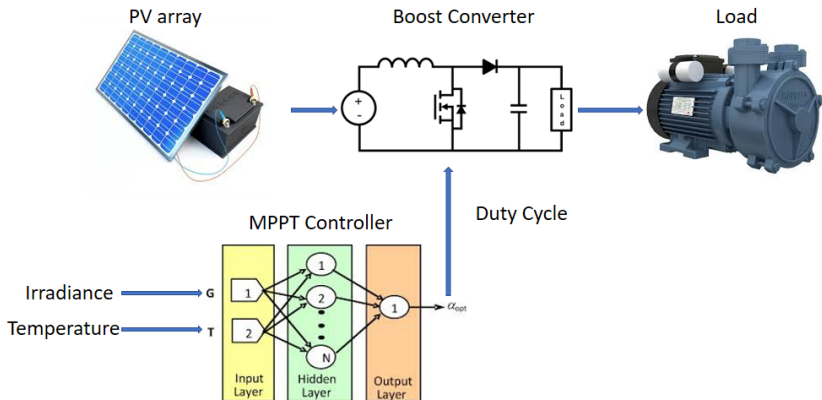 PV array
Boost Converter
Load
+
-
Load
MPPT Controller
Duty Cycle
Irradiance
G
Temperature
T
1
2
1
2
N
1
αopt
Input
Layer
Hidden
Layer
Output
Layer